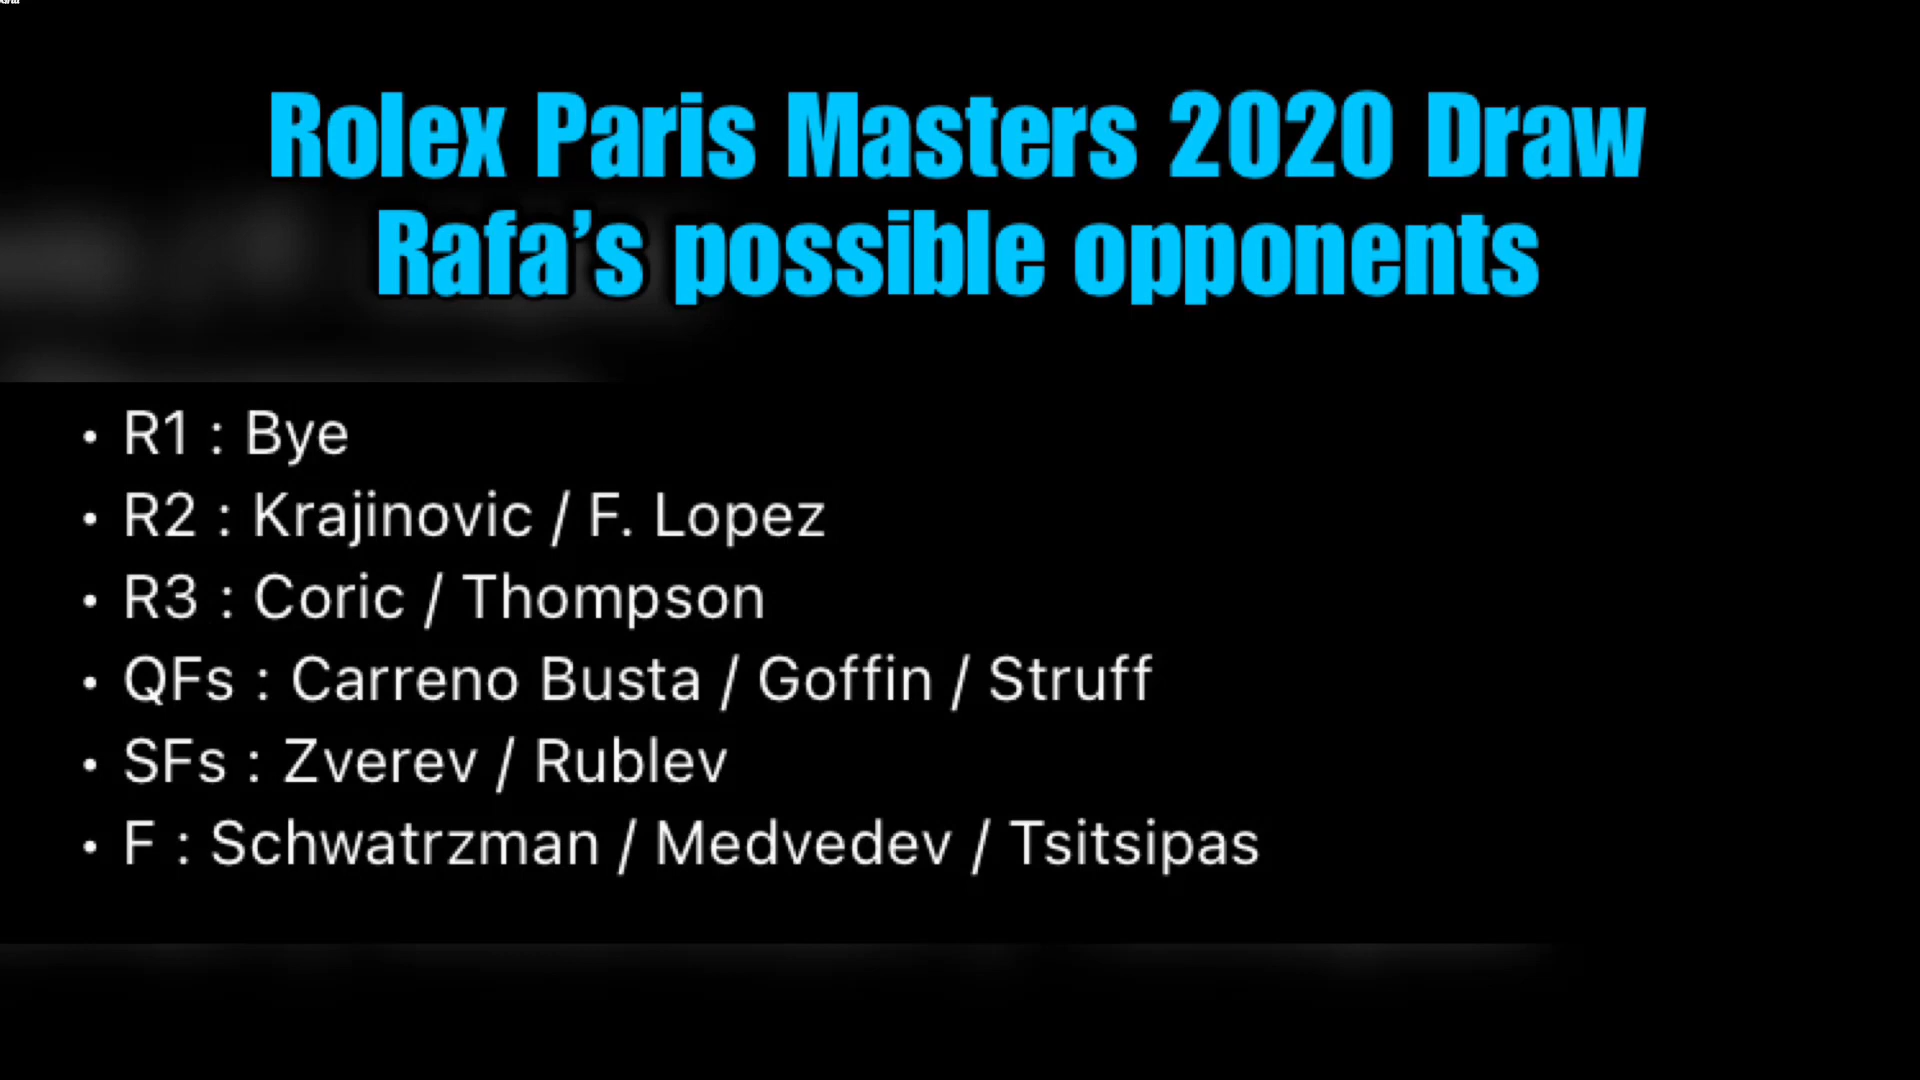 Rolex Paris Masters 2020 Draw
Rafa’s possible opponents
• R1 : Bye
• R2 : Krajinovic / F. Lopez
• R3 : Coric / Thompson
• QFs : Carreno Busta / Goffin / Struff
• SFs : Zverev / Rublev
• F : Schwatrzman / Medvedev / Tsitsipas